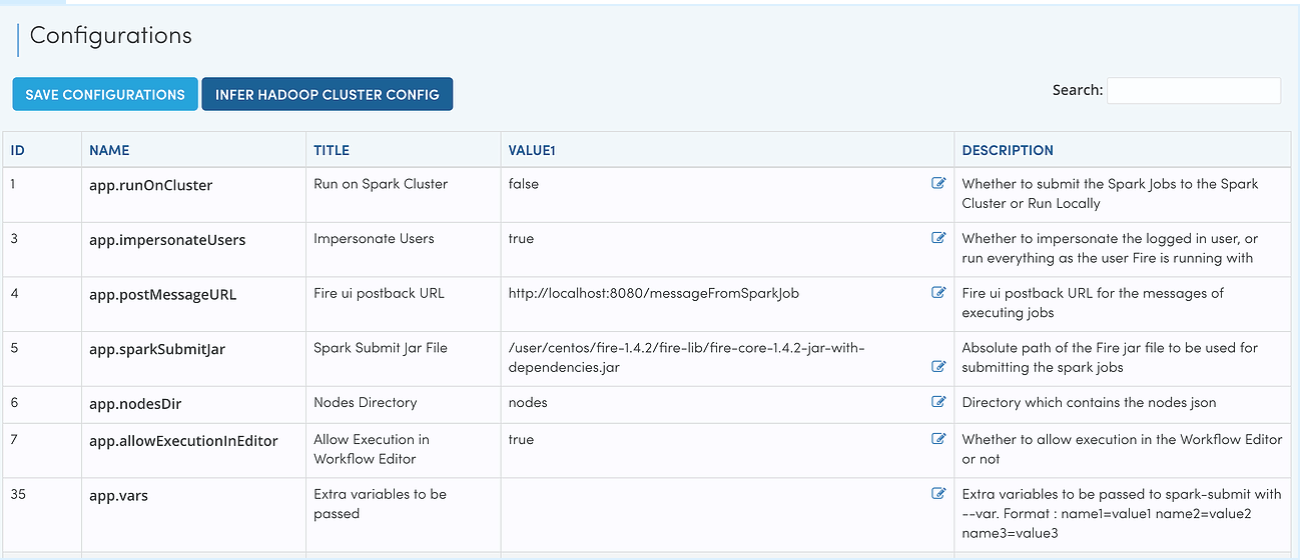 Configurations
SAVE CONFIGURATIONS
INFER HADOOP CLUSTER CONFIG
Search:
ID NAME TITLE VALUE1 DESCRIPTION
1 app.runOnCluster Run on Spark Cluster false Whether to submit the Spark Jobs to the Spark
Cluster or Run Locally
3 app.impersonateUsers Impersonate Users true Whether to impersonate the logged in user, or
run everything as the user Fire is running with
4 app.postMessageURL Fire ui postback URL http://localhost:8080/messageFromSparkJob Fire ui postback URL for the messages of
executing jobs
5 app.sparkSubmitJar Spark Submit Jar File /user/centos/fire-1.4.2/fire-lib/fire-core-1.4.2-jar-with- Absolute path of the Fire jar file to be used for
dependencies.jar submitting the spark jobs
6 app.nodesDir Nodes Directory nodes Directory which contains the nodes json
7 app.allowExecutionInEditor Allow Execution in true Whether to allow execution in the Workflow Editor
Workflow Editor or not
35 app.vars Extra variables to be Extra variables to be passed to spark-submit with
passed --var. Format : name1=value1 name2=value2
name3=value3